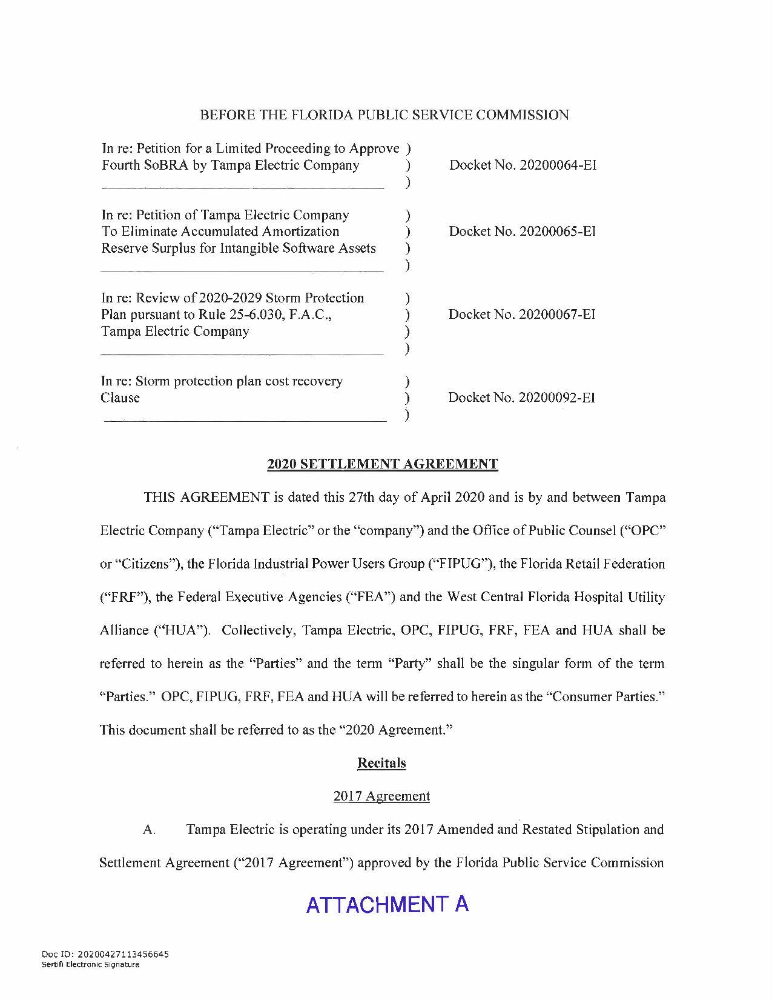 BEFORE THE FLORIDA PUBLIC SERVICE COMMISSION
In re: Petition for a Limited Proceeding to Approve )
Fourth SoBRA by Tampa Electric Company ) Docket No. 20200064-EI
)
In re: Petition of Tampa Electric Company )
To Eliminate Accumulated Amortization ) Docket No. 20200065-EI
Reserve Surplus for Intangible Software Assets )
)
In re: Review of 2020-2029 Storm Protection )
Plan pursuant to Rule 25-6.030, F.A.C., ) Docket No. 20200067-EI
Tampa Electric Company )
)
In re: Storm protection plan cost recovery )
Clause ) Docket No. 20200092-EI
)
2020 SETTLEMENT AGREEMENT
THIS AGREEMENT is dated this 27th day of April 2020 and is by and between Tampa
Electric Company (“Tampa Electric” or the “company”) and the Office of Public Counsel (“OPC”
or “Citizens”), the Florida Industrial Power Users Group (“FIPUG”), the Florida Retail Federation
(“FRF”), the Federal Executive Agencies (“FEA”) and the West Central Florida Hospital Utility
Alliance (“HUA”). Collectively, Tampa Electric, OPC, FIPUG, FRF, FEA and HUA shall be
referred to herein as the “Parties” and the term “Party” shall be the singular form of the term
“Parties.” OPC, FIPUG, FRF, FEA and HUA will be referred to herein as the “Consumer Parties.”
This document shall be referred to as the “2020 Agreement.”
Recitals
2017 Agreement
A. Tampa Electric is operating under its 2017 Amended and Restated Stipulation and
Settlement Agreement (“2017 Agreement”) approved by the Florida Public Service Commission
ATTACHMENT A
Doc ID: 20200427113456645
Sertifi Electronic Signature